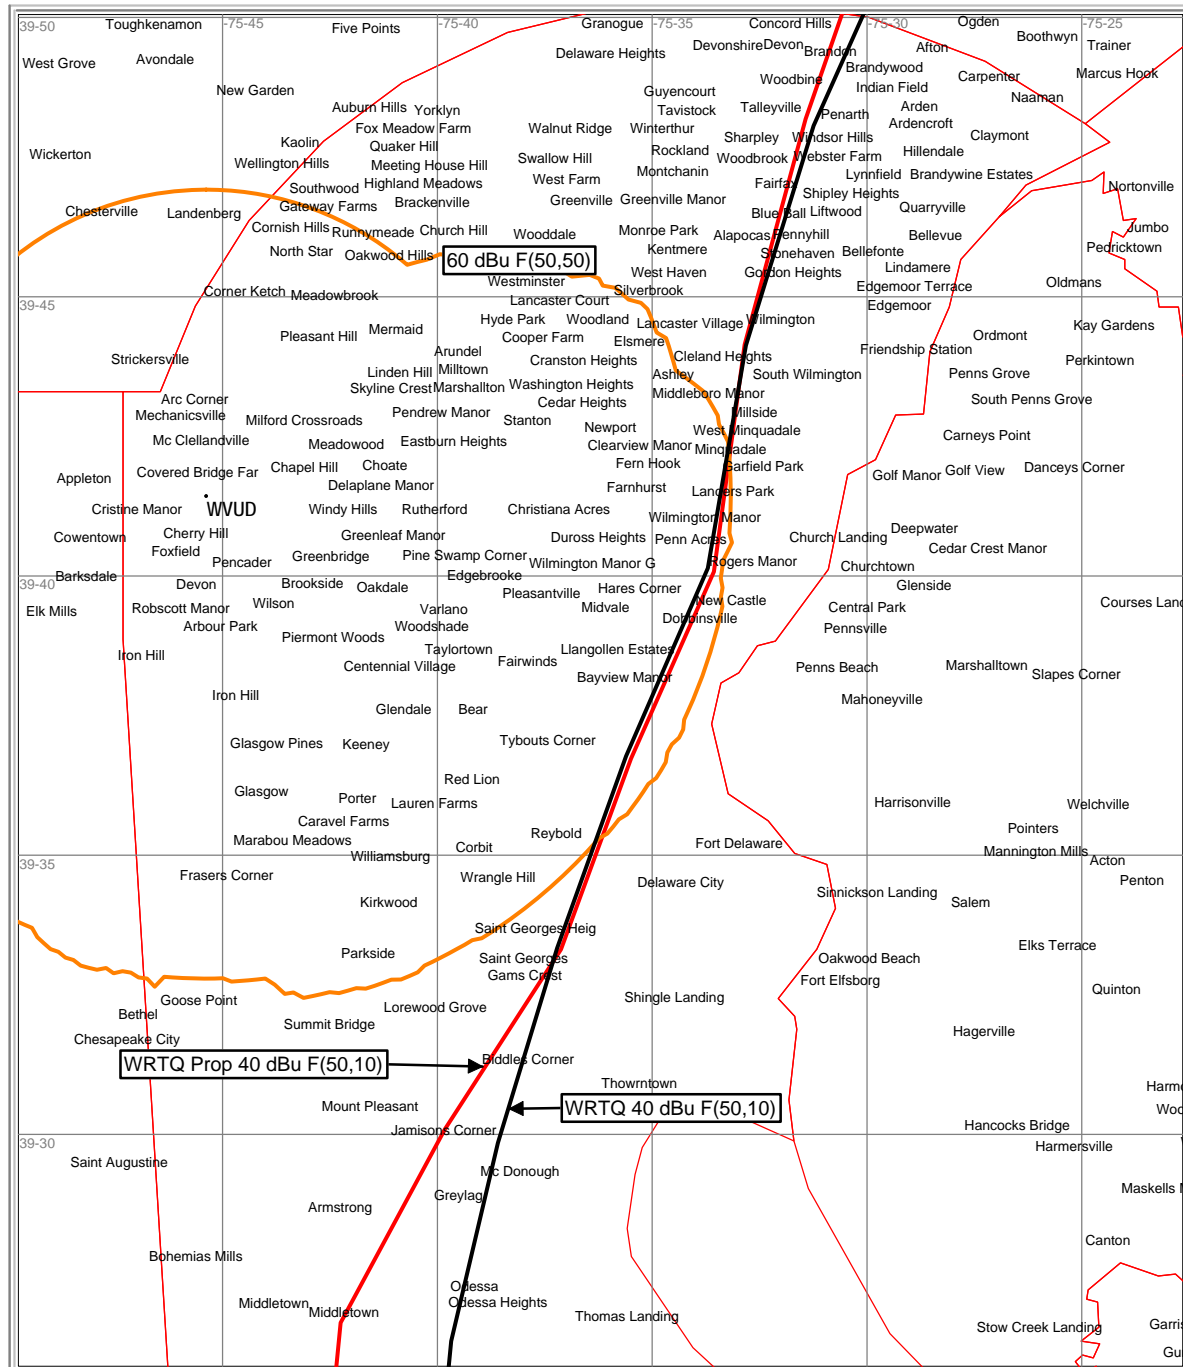 39-50
Toughkenamon
-75-45
Five Points
-75-40
Granogue
-75-35
Concord Hills
-75-30
Ogden
-75-25
Devonshire
Devon
Brandon
Afton
Boothwyn
Trainer
West Grove
Avondale
Delaware Heights
Woodbine
Brandywood
Carpenter
Marcus Hook
New Garden
Guyencourt
Indian Field
Naaman
Auburn Hills
Yorklyn
Tavistock
Talleyville
Penarth
Arden
Fox Meadow Farm
Walnut Ridge
Winterthur
Sharpley
Windsor Hills
Ardencroft
Claymont
Kaolin
Quaker Hill
Rockland
Woodbrook
Webster Farm
Hillendale
Wickerton
Wellington Hills
Meeting House Hill
Swallow Hill
Montchanin
Lynnfield
Brandywine Estates
Southwood
Highland Meadows
West Farm
Fairfax
Shipley Heights
Nortonville
Gateway Farms
Brackenville
Greenville
Greenville Manor
Quarryville
Chesterville
Landenberg
Blue Ball
Liftwood
Cornish Hills
Runnymede
Church Hill
Wooddale
Monroe Park
Alapocas
Pennyhill
Bellevue
Jumbo
North Star
Oakwood Hills
Kentmere
Stonehaven
Bellefonte
Pedricktown
60 dBu F(50,50)
West Haven
Gordon Heights
Lindamere
Westminster
Silverbrook
Edgemoor Terrace
Oldmans
Corner Ketch
Meadowbrook
Lancaster Court
Edgemoor
39-45
Hyde Park
Woodland
Lancaster Village
Wilmington
Kay Gardens
Pleasant Hill
Mermaid
Cooper Farm
Elsmere
Ordmont
Strickersville
Arundel
Cranston Heights
Cleland Heights
Friendship Station
Perkintown
Linden Hill
Milltown
Ashley
South Wilmington
Penns Grove
Skyline Crest
Marshallton
Washington Heights
Middleboro Manor
Arc Corner
Cedar Heights
South Penns Grove
Mechanicsville
Milford Crossroads
Pendrew Manor
Stanton
Newport
Millside
Mc Clellandville
Meadowood
Eastburn Heights
Clearview Manor
West Minquadale
Minquadale
Carneys Point
Appleton
Covered Bridge Far
Chapel Hill
Choate
Fern Hook
Garfield Park
Golf Manor
Golf View
Danceys Corner
Delaplane Manor
Farnhurst
Landers Park
Cristine Manor
WVUD
Windy Hills
Rutherford
Christiana Acres
Wilmington Manor
Cowentown
Cherry Hill
Greenleaf Manor
Duross Heights
Penn Acres
Church Landing
Deepwater
Foxfield
Pencader
Greenbridge
Pine Swamp Corner
Wilmington Manor G
Rogers Manor
Cedar Crest Manor
Barksdale
39-40
Devon
Brookside
Oakdale
Edgebrooke
Pleasantville
Hares Corner
Churchtown
Glenside
Elk Mills
Robscott Manor
Wilson
Varlano
Midvale
New Castle
Central Park
Courses Lanc
Arbour Park
Piermont Woods
Woodshade
Dobbinsville
Pennsville
Iron Hill
Centennial Village
Taylortown
Fairwinds
Llangollen Estates
Penns Beach
Marshalltown
Slapes Corner
Iron Hill
Bayview Manor
Mahoneyville
Glendale
Bear
Glasgow Pines
Keeney
Tybouts Corner
Red Lion
Glasgow
Porter
Lauren Farms
Harrisonville
Welchville
Caravel Farms
Marabou Meadows
Reybold
Fort Delaware
Pointers
39-35
Williamsburg
Corbit
Mannington Mills
Acton
Frasers Corner
Wrangle Hill
Delaware City
Sinnickson Landing
Penton
Kirkwood
Salem
Saint Georges Heig
Parkside
Saint Georges
Oakwood Beach
Elks Terrace
Gams Crest
Fort Elfsborg
Goose Point
Lorewood Grove
Shingle Landing
Quinton
Bethel
Summit Bridge
Hagerville
Chesapeake City
WRTQ Prop 40 dBu F(50,10)
Biddles Corner
Thowrntown
Harm
Mount Pleasant
WRTQ 40 dBu F(50,10)
Woo
39-30
Jamisons Corner
Hancocks Bridge
Harmersville
Saint Augustine
Mc Donough
Maskells M
Armstrong
Greylag
Canton
Bohemias Mills
Odessa
Middletown
Middletown
Odessa Heights
Thomas Landing
Stow Creek Landing
Garris
Gu